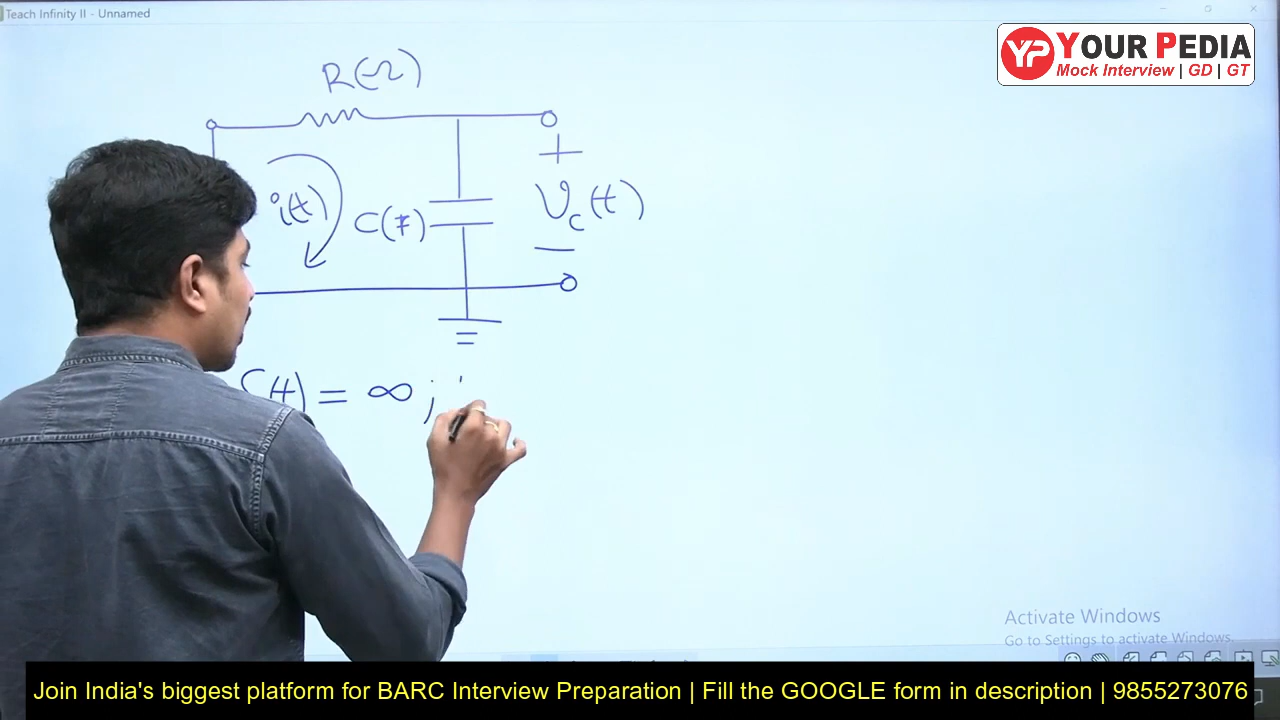 Teach Infinity II - Unnamed
YP YOUR PEDIA
Mock Interview | GD | GT
R(Ω)
+
i(t)
C(F)
Vc(t)
−
(t) = ∞ ;
Activate Windows
Go to Settings to activate Windows.
Join India's biggest platform for BARC Interview Preparation | Fill the GOOGLE form in description | 9855273076